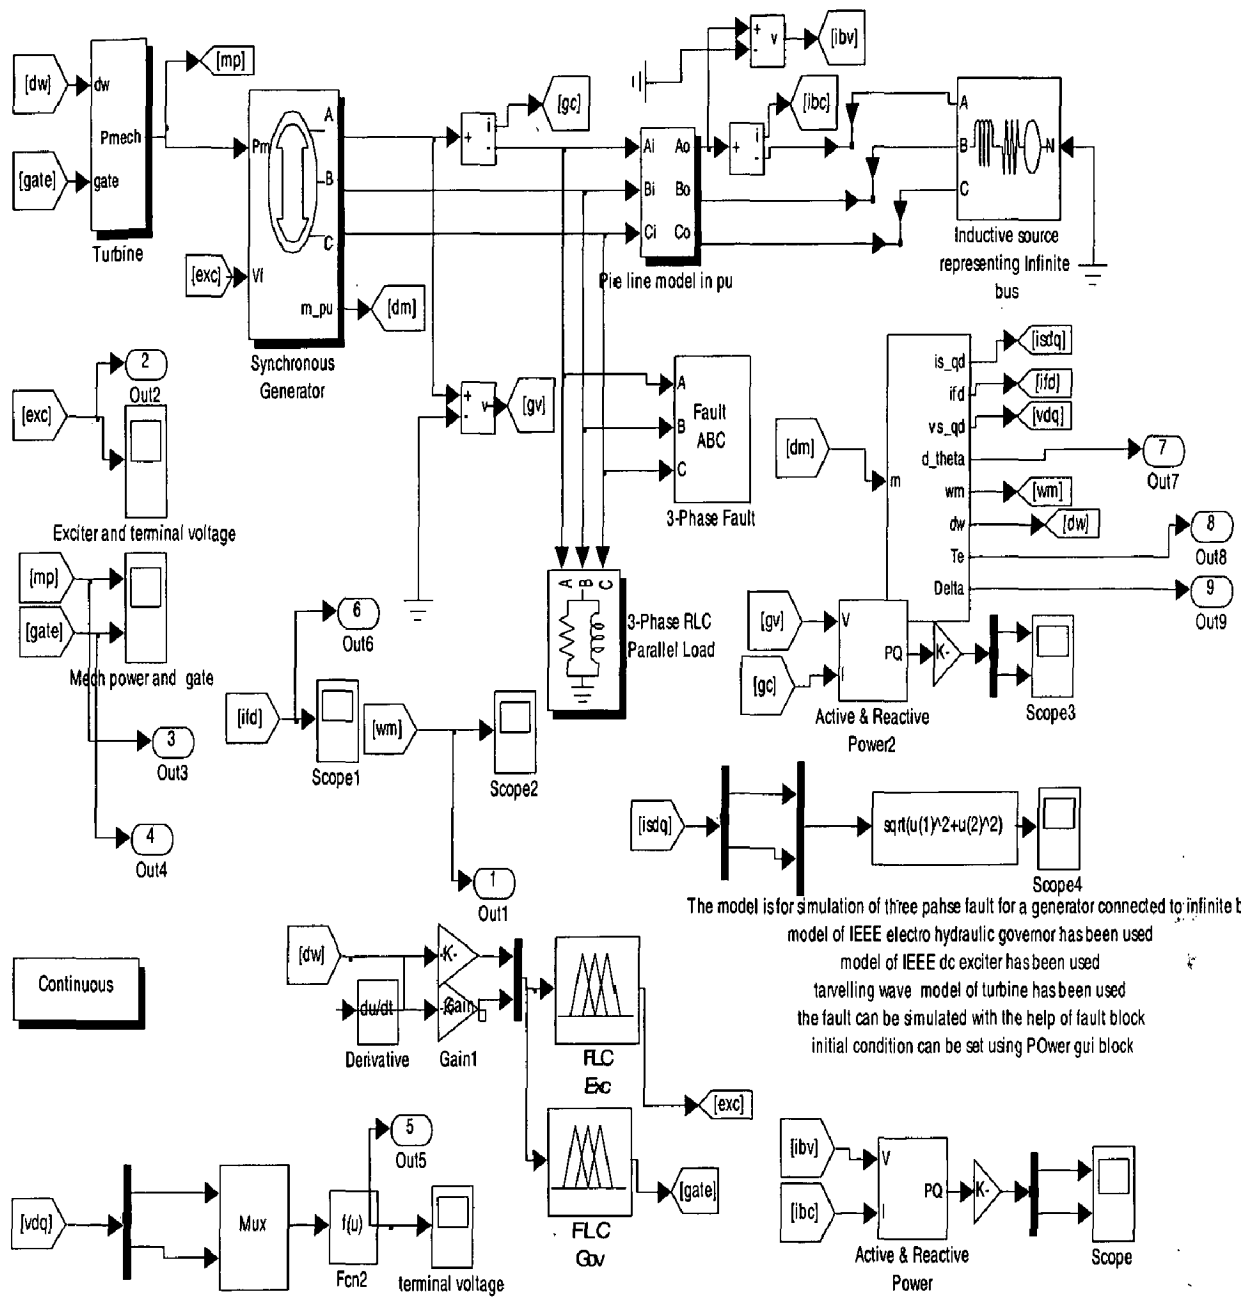 [dw]
dw
[mp]
Pmech
[gate]
gate
Turbine
Pm
A
B
C
[exc]
Vf
m_pu
[dm]
Synchronous
Generator
+
i
-
[gc]
Ai
Bi
Ci
Ao
Bo
Co
Pie line model in pu
+
-
v
[ibv]
+
i
-
[ibc]
A
B
C
N
Inductive source
representing Infinite
bus
[exc]
2
Out2
Exciter and terminal voltage
+
-
v
[gv]
A
B
C
Fault
ABC
3-Phase Fault
[dm]
m
is_qd
[isdq]
ifd
[ifd]
vs_qd
[vdq]
d_theta
7
Out7
wm
[wm]
dw
[dw]
Te
8
Out8
Delta
9
Out9
[mp]
[gate]
Mech power and gate
3
Out3
4
Out4
6
Out6
[ifd]
Scope1
[wm]
Scope2
1
Out1
A
B
C
3-Phase RLC
Parallel Load
[gv]
[gc]
V
I
PQ
K-
Active & Reactive
Power2
Scope3
[isdq]
sqrt(u(1)^2+u(2)^2)
Scope4
The model is for simulation of three pahse fault for a generator connected to infinite b
model of IEEE electro hydraulic governor has been used
model of IEEE dc exciter has been used
tarvelling wave model of turbine has been used
the fault can be simulated with the help of fault block
initial condition can be set using POwer gui block
Continuous
[dw]
-K-
du/dt
Gain
Derivative
Gain1
FLC
Exc
[exc]
FLC
Gov
[gate]
5
Out5
[vdq]
Mux
f(u)
Fcn2
terminal voltage
[ibv]
[ibc]
V
I
PQ
K-
Active & Reactive
Power
Scope